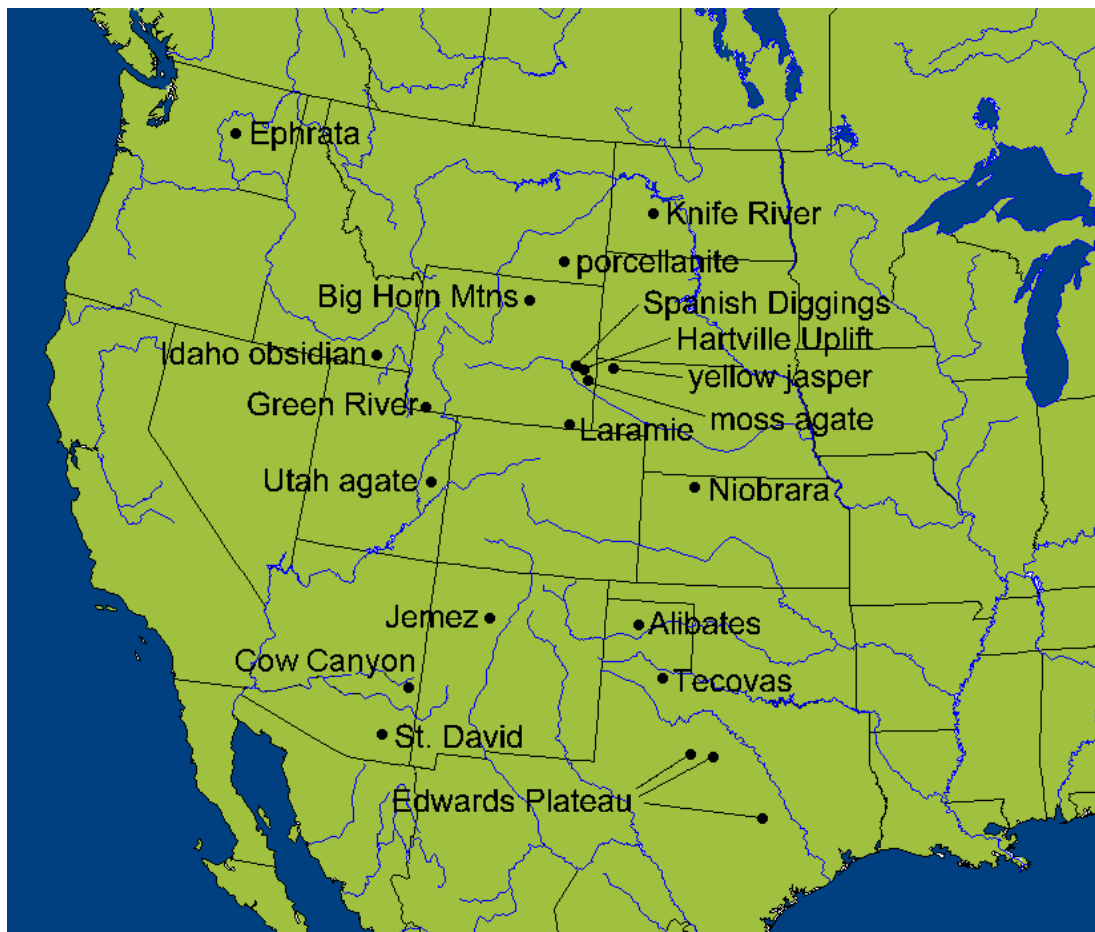 Ephrata
Knife River
porcellanite
Big Horn Mtns
Spanish Diggings
Hartville Uplift
Idaho obsidian
yellow jasper
Green River
moss agate
Laramie
Utah agate
Niobrara
Jemez
Alibates
Cow Canyon
Tecovas
St. David
Edwards Plateau